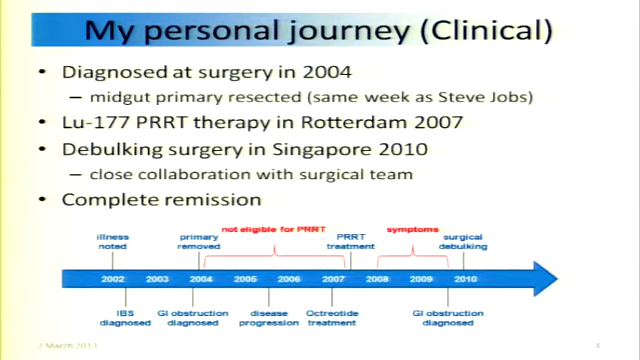 My personal journey (Clinical)
• Diagnosed at surgery in 2004
– midgut primary resected (same week as Steve Jobs)
• Lu-177 PRRT therapy in Rotterdam 2007
• Debulking surgery in Singapore 2010
– close collaboration with surgical team
• Complete remission
illness noted
primary removed
not eligible for PRRT
PRRT treatment
symptoms
surgical debulking
2002 2003 2004 2005 2006 2007 2008 2009 2010
IBS diagnosed
GI obstruction diagnosed
disease progression
Octreotide treatment
GI obstruction diagnosed
7 March 2013